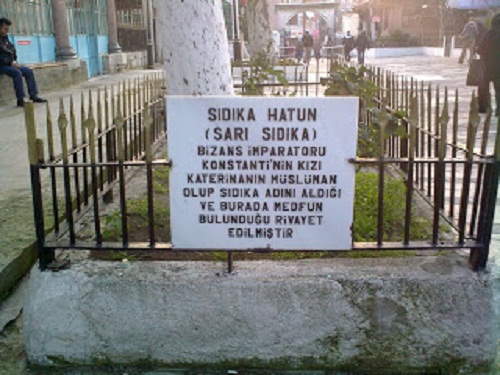 SIDIKA HATUN
(SARI SIDIKA)
BİZANS İMPARATORU
KONSTANTİ'NİN KIZI
KATERİNANIN MÜSLÜMAN
OLUP SIDIKA ADINI ALDIĞI
VE BURADA MEDFUN
BULUNDUĞU RİVAYET
EDİLMİŞTİR